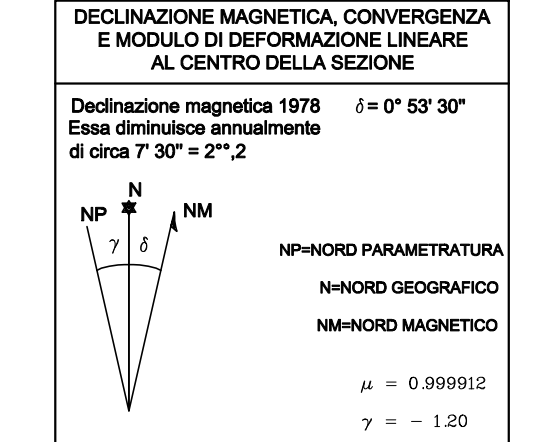 DECLINAZIONE MAGNETICA, CONVERGENZA
E MODULO DI DEFORMAZIONE LINEARE
AL CENTRO DELLA SEZIONE
Declinazione magnetica 1978 δ = 0° 53' 30"
Essa diminuisce annualmente
di circa 7' 30" = 2°°,2
N
NP
NM
γ δ
NP=NORD PARAMETRATURA
N=NORD GEOGRAFICO
NM=NORD MAGNETICO
μ = 0.999912
γ = - 1.20